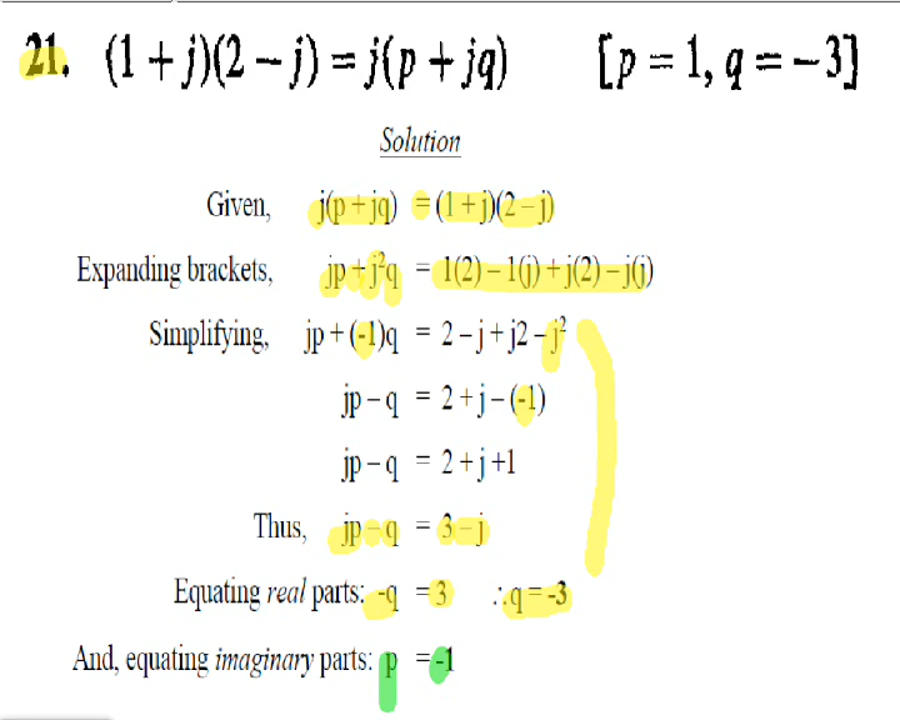 21. (1 + j)(2 – j) = j(p + jq) [p = 1, q = –3]
Solution
Given, j(p + jq) = (1 + j)(2 – j)
Expanding brackets, jp + j²q = 1(2) – 1(j) + j(2) – j(j)
Simplifying, jp + (-1)q = 2 – j + j2 – j²
jp – q = 2 + j – (-1)
jp – q = 2 + j +1
Thus, jp – q = 3 – j
Equating real parts: -q = 3 ∴q = -3
And, equating imaginary parts: p = -1